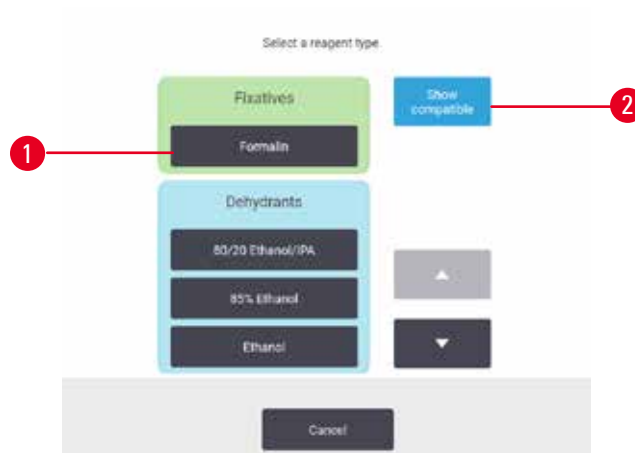 Select a reagent type
Fixatives
Show
compatible
2
1
Formalin
Dehydrants
80/20 Ethanol/IPA
85% Ethanol
Ethanol
Cancel